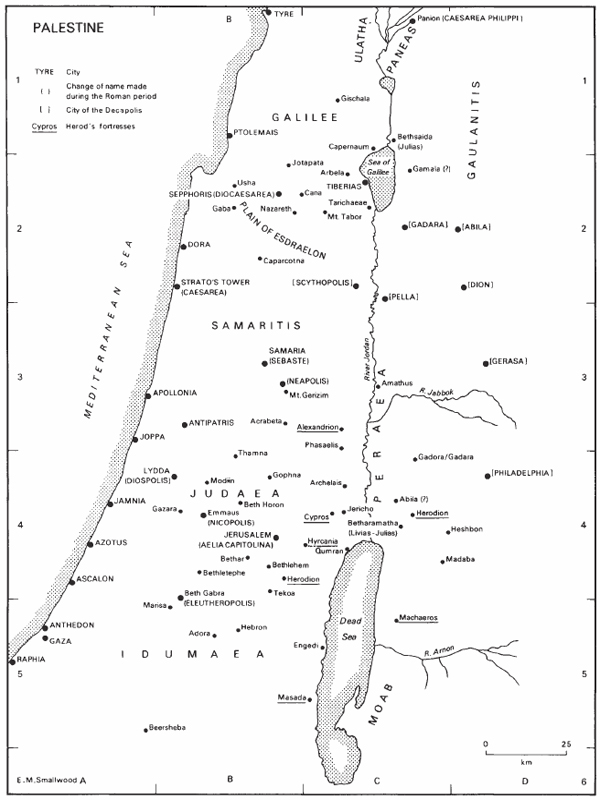 B
TYRE
Panion (CAESAREA PHILIPPI)
PALESTINE
ULATHA
PANEAS
TYRE City
( ) Change of name made
during the Roman period
[ ] City of the Decapolis
Cypros Herod's fortresses
1
1
Gischala
GALILEE
GAULANITIS
PTOLEMAIS
Bethsaida
(Julias)
Capernaum
Sea of
Galilee
Jotapata
Arbela
Gamala (?)
Usha
TIBERIAS
SEPPHORIS (DIOCAESAREA)
Cana
Gaba
Nazareth
Taricheae
Mt. Tabor
PLAIN OF ESDRAELON
[GADARA]
[ABILA]
2
2
DORA
Caparcotna
MEDITERRANEAN SEA
STRATO'S TOWER
(CAESAREA)
[SCYTHOPOLIS]
[DION]
[PELLA]
SAMARITIS
River Jordan
SAMARIA
(SEBASTE)
[GERASA]
3
3
(NEAPOLIS)
Mt. Gerizim
Amathus
R. Jabbok
APOLLONIA
PERAEA
ANTIPATRIS
Acrabeta
Alexandrion
JOPPA
Phasaelis
Thamna
Gadora/Gadara
LYDDA
(DIOSPOLIS)
Modiin
Gophna
Archelais
[PHILADELPHIA]
JUDAEA
JAMNIA
Gazara
Beth Horon
Emmaus
(NICOPOLIS)
Jericho
Cypros
Abila (?)
Herodion
Betharamatha
(Livias-Julias)
4
4
JERUSALEM
(AELIA CAPITOLINA)
Hyrcania
Qumran
Heshbon
AZOTUS
Bethar
Bethlehem
Madaba
ASCALON
Bethletephe
Herodion
Beth Gabra
(ELEUTHEROPOLIS)
Tekoa
Marisa
Dead
Sea
Machaeros
ANTHEDON
GAZA
Adora
Hebron
Engedi
R. Arnon
RAPHIA
IDUMAEA
5
5
MOAB
Masada
Beersheba
0 25
km
E.M.Smallwood A
B
C
D
6